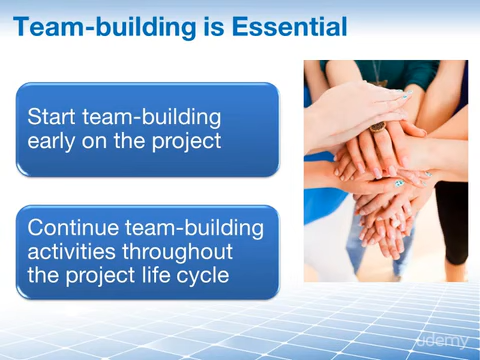 Team-building is Essential
Start team-building
early on the project
Continue team-building
activities throughout
the project life cycle
udemy